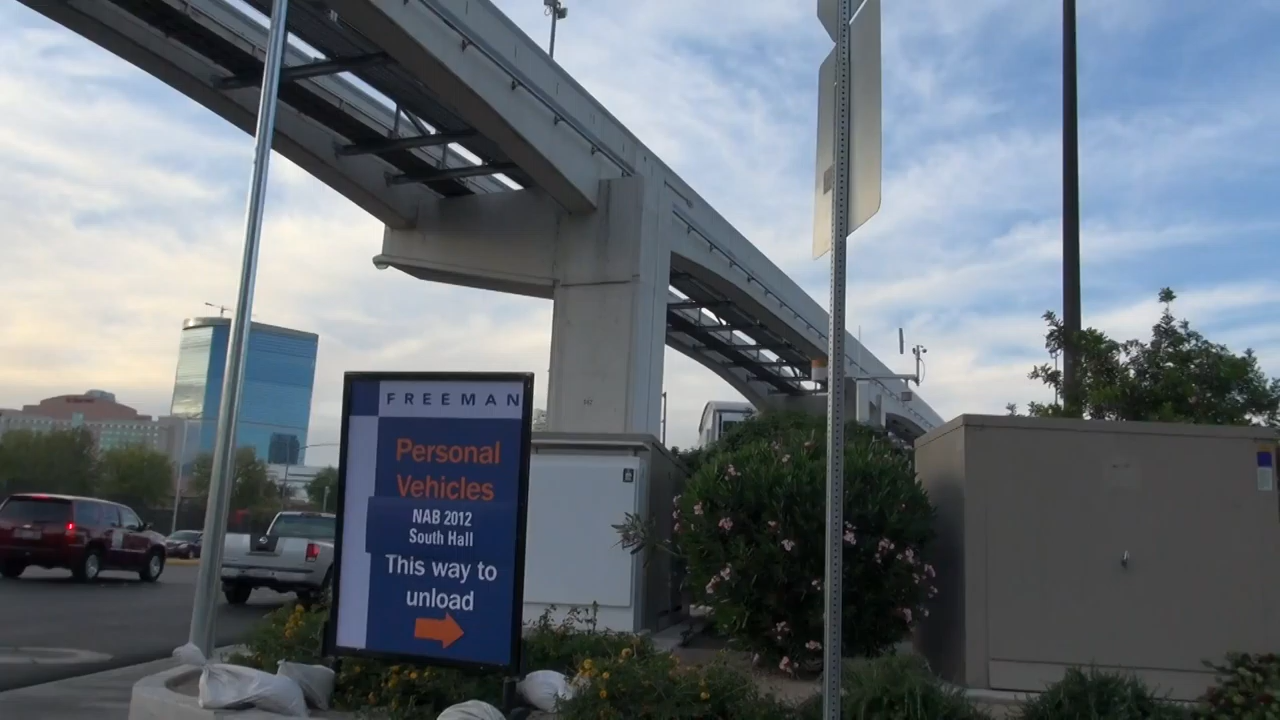 FREEMAN
Personal
Vehicles
NAB 2012
South Hall
This way to
unload